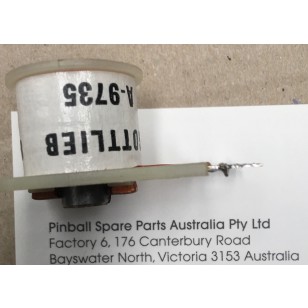 A-9735
OTTLIEB
Pinball Spare Parts Australia Pty Ltd
Factory 6, 176 Canterbury Road
Bayswater North, Victoria 3153 Australia